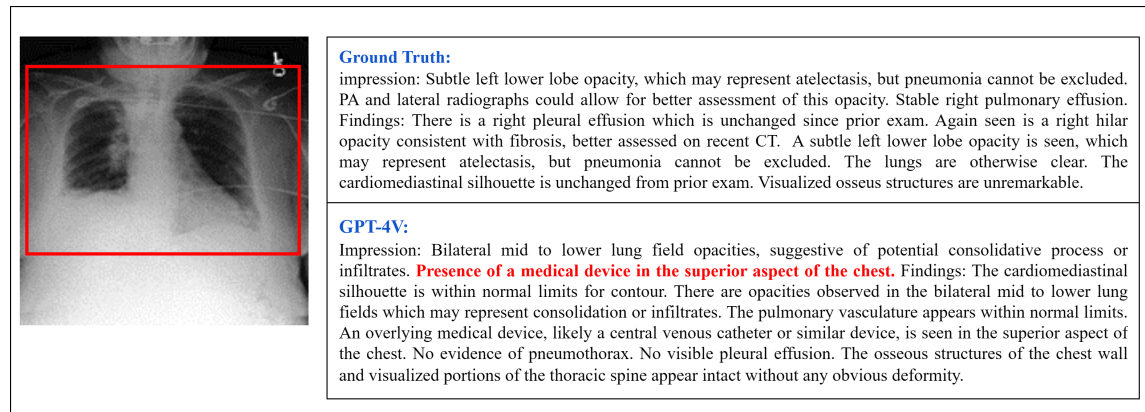 Ground Truth:
impression: Subtle left lower lobe opacity, which may represent atelectasis, but pneumonia cannot be excluded.
PA and lateral radiographs could allow for better assessment of this opacity. Stable right pulmonary effusion.
Findings: There is a right pleural effusion which is unchanged since prior exam. Again seen is a right hilar
opacity consistent with fibrosis, better assessed on recent CT. A subtle left lower lobe opacity is seen, which
may represent atelectasis, but pneumonia cannot be excluded. The lungs are otherwise clear. The
cardiomediastinal silhouette is unchanged from prior exam. Visualized osseus structures are unremarkable.
GPT-4V:
Impression: Bilateral mid to lower lung field opacities, suggestive of potential consolidative process or
infiltrates. Presence of a medical device in the superior aspect of the chest. Findings: The cardiomediastinal
silhouette is within normal limits for contour. There are opacities observed in the bilateral mid to lower lung
fields which may represent consolidation or infiltrates. The pulmonary vasculature appears within normal limits.
An overlying medical device, likely a central venous catheter or similar device, is seen in the superior aspect of
the chest. No evidence of pneumothorax. No visible pleural effusion. The osseous structures of the chest wall
and visualized portions of the thoracic spine appear intact without any obvious deformity.